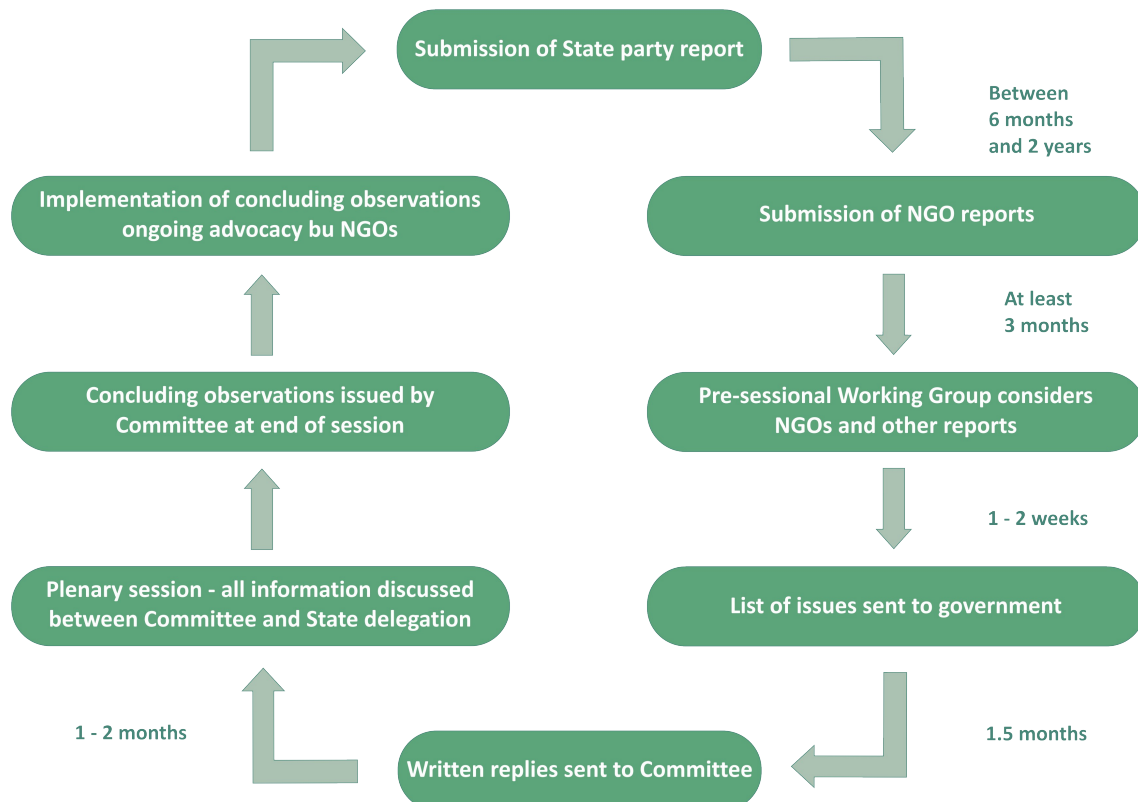 Submission of State party report
Between
6 months
and 2 years
Submission of NGO reports
At least
3 months
Pre-sessional Working Group considers
NGOs and other reports
1 - 2 weeks
List of issues sent to government
1.5 months
Written replies sent to Committee
1 - 2 months
Plenary session - all information discussed
between Committee and State delegation
Concluding observations issued by
Committee at end of session
Implementation of concluding observations
ongoing advocacy bu NGOs